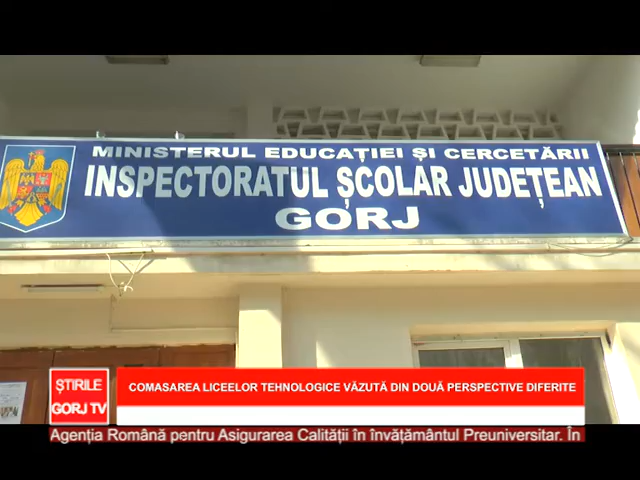 MINISTERUL EDUCAȚIEI ȘI CERCETĂRII
INSPECTORATUL ȘCOLAR JUDEȚEAN
GORJ
ȘTIRILE
GORJ TV
COMASAREA LICEELOR TEHNOLOGICE VĂZUTĂ DIN DOUĂ PERSPECTIVE DIFERITE
Agenția Română pentru Asigurarea Calității în învățământul Preuniversitar. În